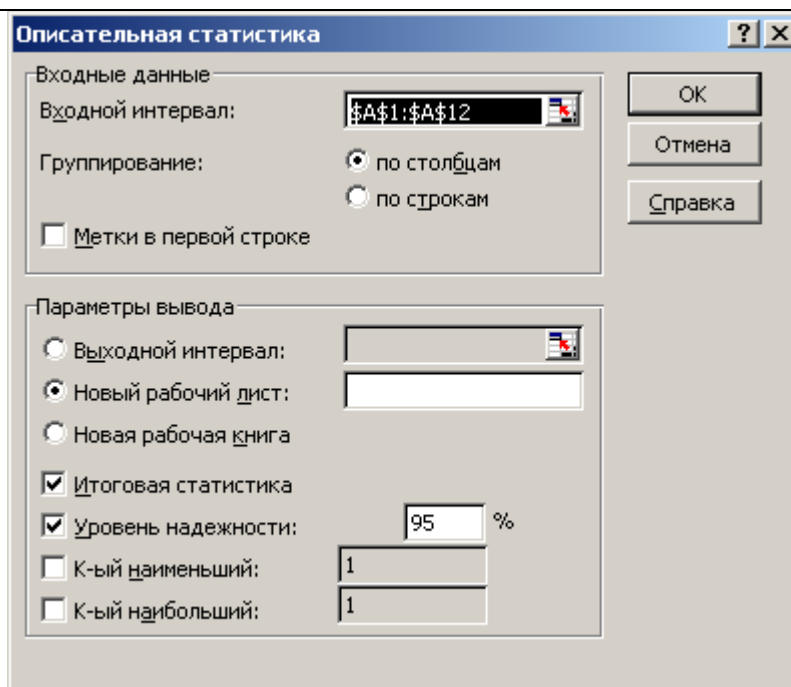 Описательная статистика
Входные данные
Входной интервал: $A$1:$A$12
Группирование: по столбцам
по строкам
Метки в первой строке
OK
Отмена
Справка
Параметры вывода
Выходной интервал:
Новый рабочий лист:
Новая рабочая книга
Итоговая статистика
Уровень надежности: 95 %
К-ый наименьший: 1
К-ый наибольший: 1